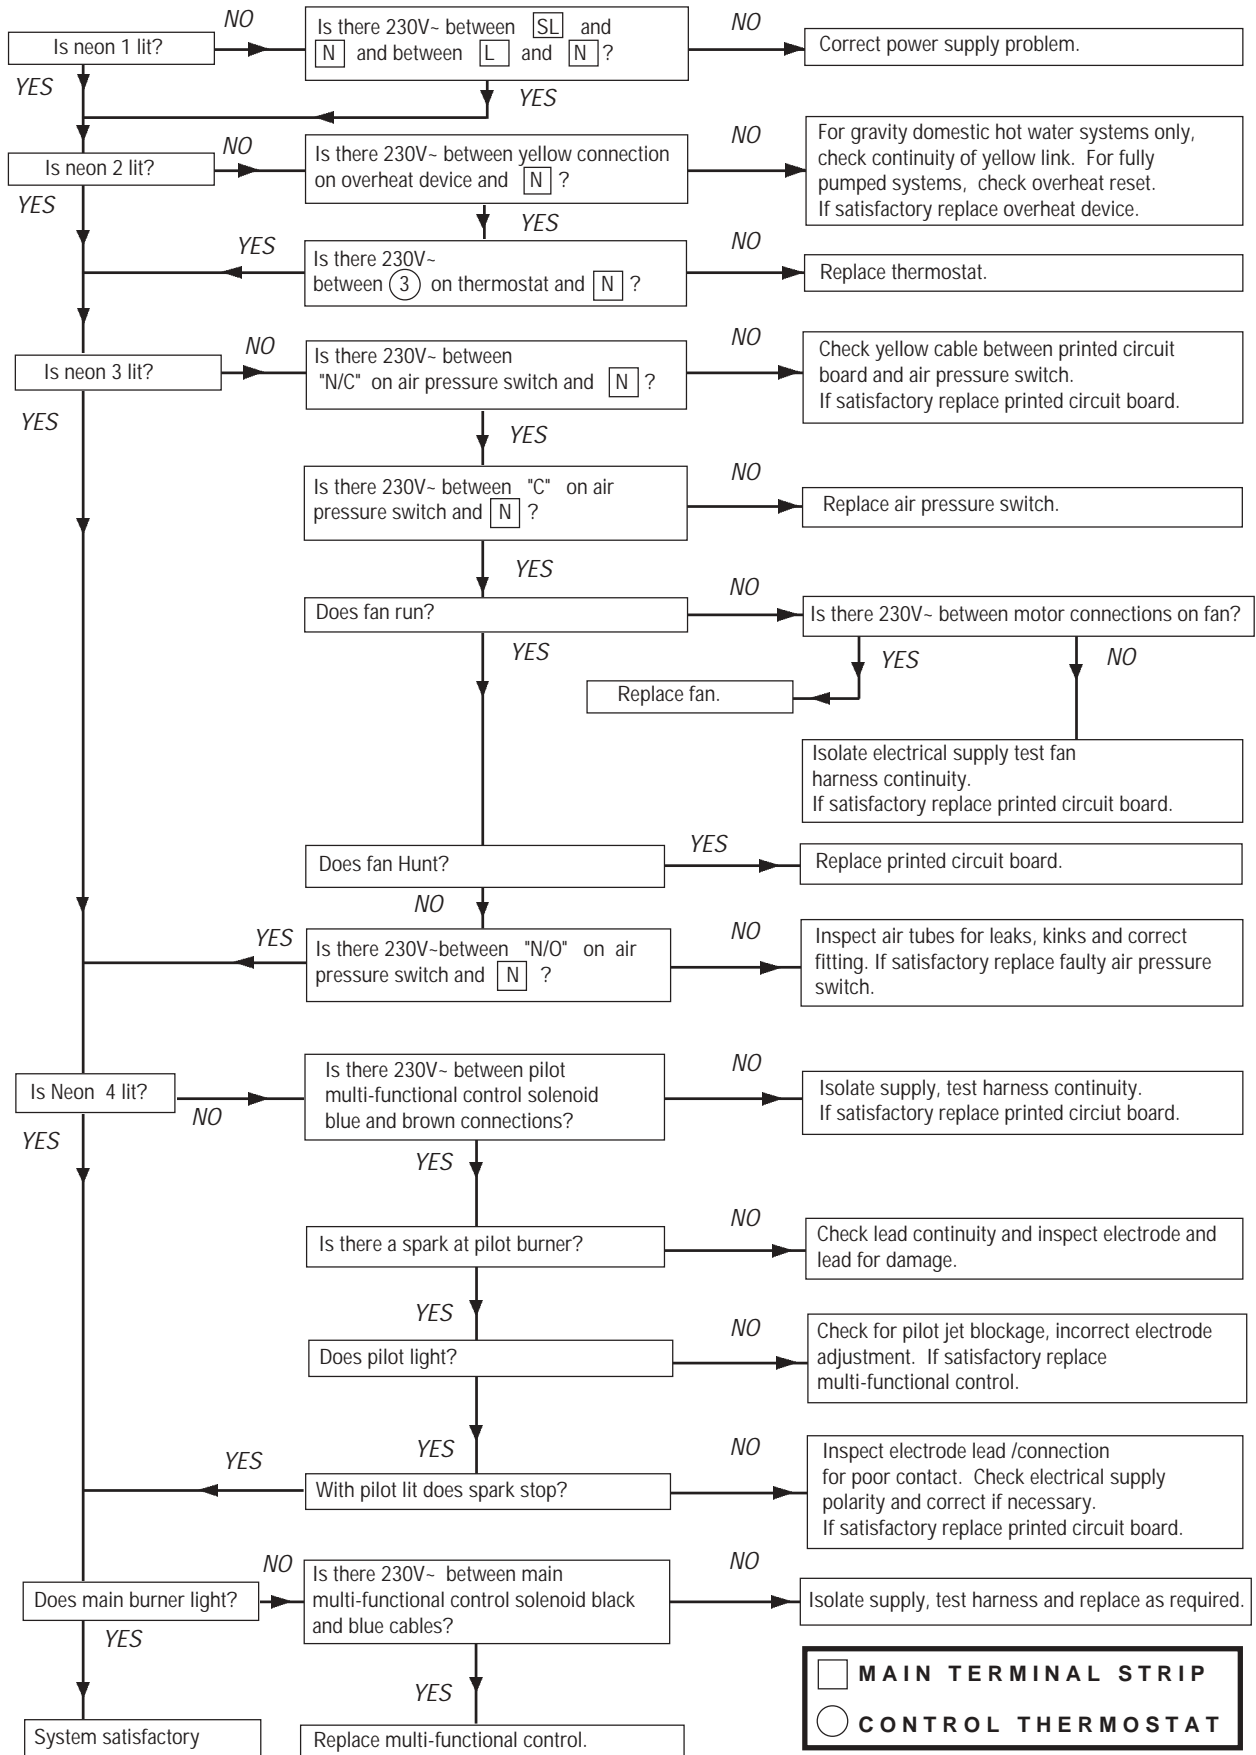 Is neon 1 lit?
NO
Is there 230V~ between SL and
N and between L and N ?
NO
Correct power supply problem.
YES
YES
Is neon 2 lit?
NO
Is there 230V~ between yellow connection
on overheat device and N ?
NO
For gravity domestic hot water systems only,
check continuity of yellow link. For fully
pumped systems, check overheat reset.
If satisfactory replace overheat device.
YES
YES
YES
Is there 230V~
between 3 on thermostat and N ?
NO
Replace thermostat.
Is neon 3 lit?
NO
Is there 230V~ between
"N/C" on air pressure switch and N ?
NO
Check yellow cable between printed circuit
board and air pressure switch.
If satisfactory replace printed circuit board.
YES
YES
Is there 230V~ between "C" on air
pressure switch and N ?
NO
Replace air pressure switch.
YES
Does fan run?
NO
Is there 230V~ between motor connections on fan?
YES
YES
NO
Replace fan.
Isolate electrical supply test fan
harness continuity.
If satisfactory replace printed circuit board.
Does fan Hunt?
YES
Replace printed circuit board.
NO
YES
Is there 230V~between "N/O" on air
pressure switch and N ?
NO
Inspect air tubes for leaks, kinks and correct
fitting. If satisfactory replace faulty air pressure
switch.
Is Neon 4 lit?
NO
Is there 230V~ between pilot
multi-functional control solenoid
blue and brown connections?
NO
Isolate supply, test harness continuity.
If satisfactory replace printed circiut board.
YES
YES
Is there a spark at pilot burner?
NO
Check lead continuity and inspect electrode and
lead for damage.
YES
Does pilot light?
NO
Check for pilot jet blockage, incorrect electrode
adjustment. If satisfactory replace
multi-functional control.
YES
YES
With pilot lit does spark stop?
NO
Inspect electrode lead /connection
for poor contact. Check electrical supply
polarity and correct if necessary.
If satisfactory replace printed circuit board.
Does main burner light?
NO
Is there 230V~ between main
multi-functional control solenoid black
and blue cables?
NO
Isolate supply, test harness and replace as required.
YES
YES
System satisfactory
Replace multi-functional control.
MAIN TERMINAL STRIP
CONTROL THERMOSTAT